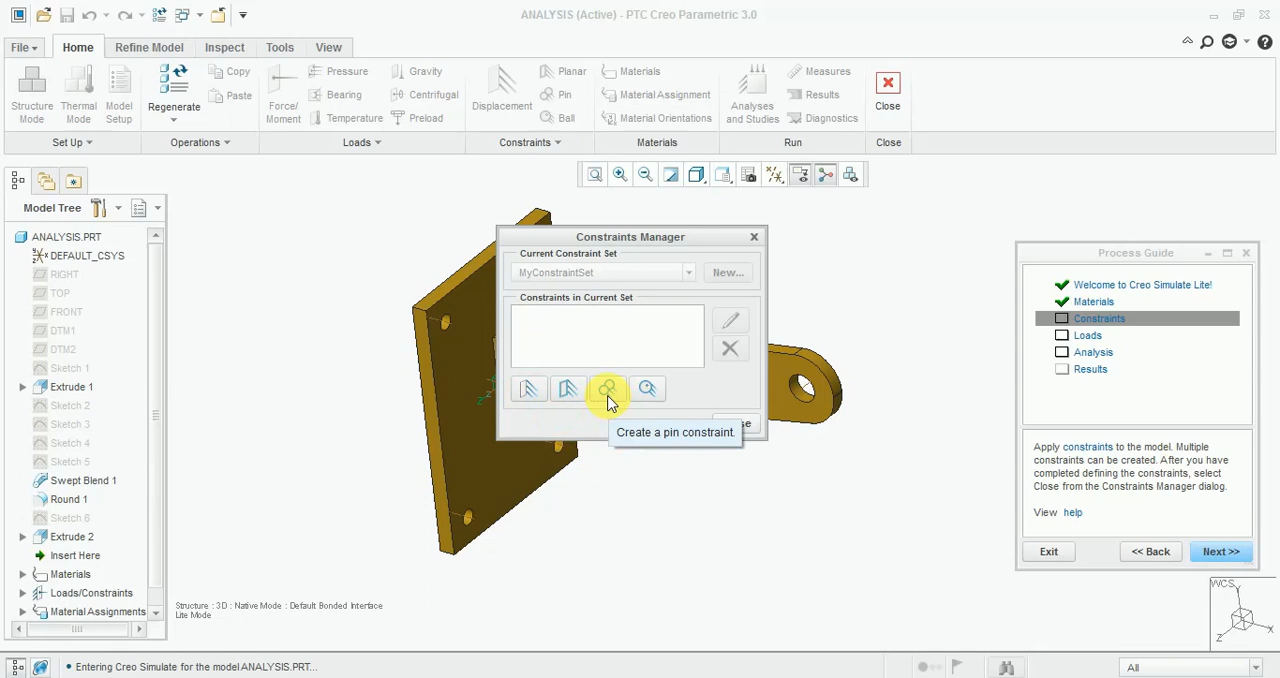 ANALYSIS (Active) - PTC Creo Parametric 3.0
File Home Refine Model Inspect Tools View
Structure Mode Thermal Mode Model Setup Regenerate Copy Paste
Force/Moment Pressure Bearing Temperature Gravity Centrifugal Preload
Displacement Planar Pin Ball
Materials Material Assignment Material Orientations
Analyses and Studies Measures Results Diagnostics Close
Set Up Operations Loads Constraints Materials Run Close
Model Tree
ANALYSIS.PRT
DEFAULT_CSYS
RIGHT
TOP
FRONT
DTM1
DTM2
Sketch 1
Extrude 1
Sketch 2
Sketch 3
Sketch 4
Sketch 5
Swept Blend 1
Round 1
Sketch 6
Extrude 2
Insert Here
Materials
Loads/Constraints
Material Assignments
Constraints Manager
Current Constraint Set
MyConstraintSet New...
Constraints in Current Set
Create a pin constraint.
Z
Process Guide
Welcome to Creo Simulate Lite!
Materials
Constraints
Loads
Analysis
Results
Apply constraints to the model. Multiple
constraints can be created. After you have
completed defining the constraints, select
Close from the Constraints Manager dialog.
View help
Exit << Back Next >>
Structure : 3D : Native Mode : Default Bonded Interface
Lite Mode
WCS Y
Z X
• Entering Creo Simulate for the model ANALYSIS.PRT...
All